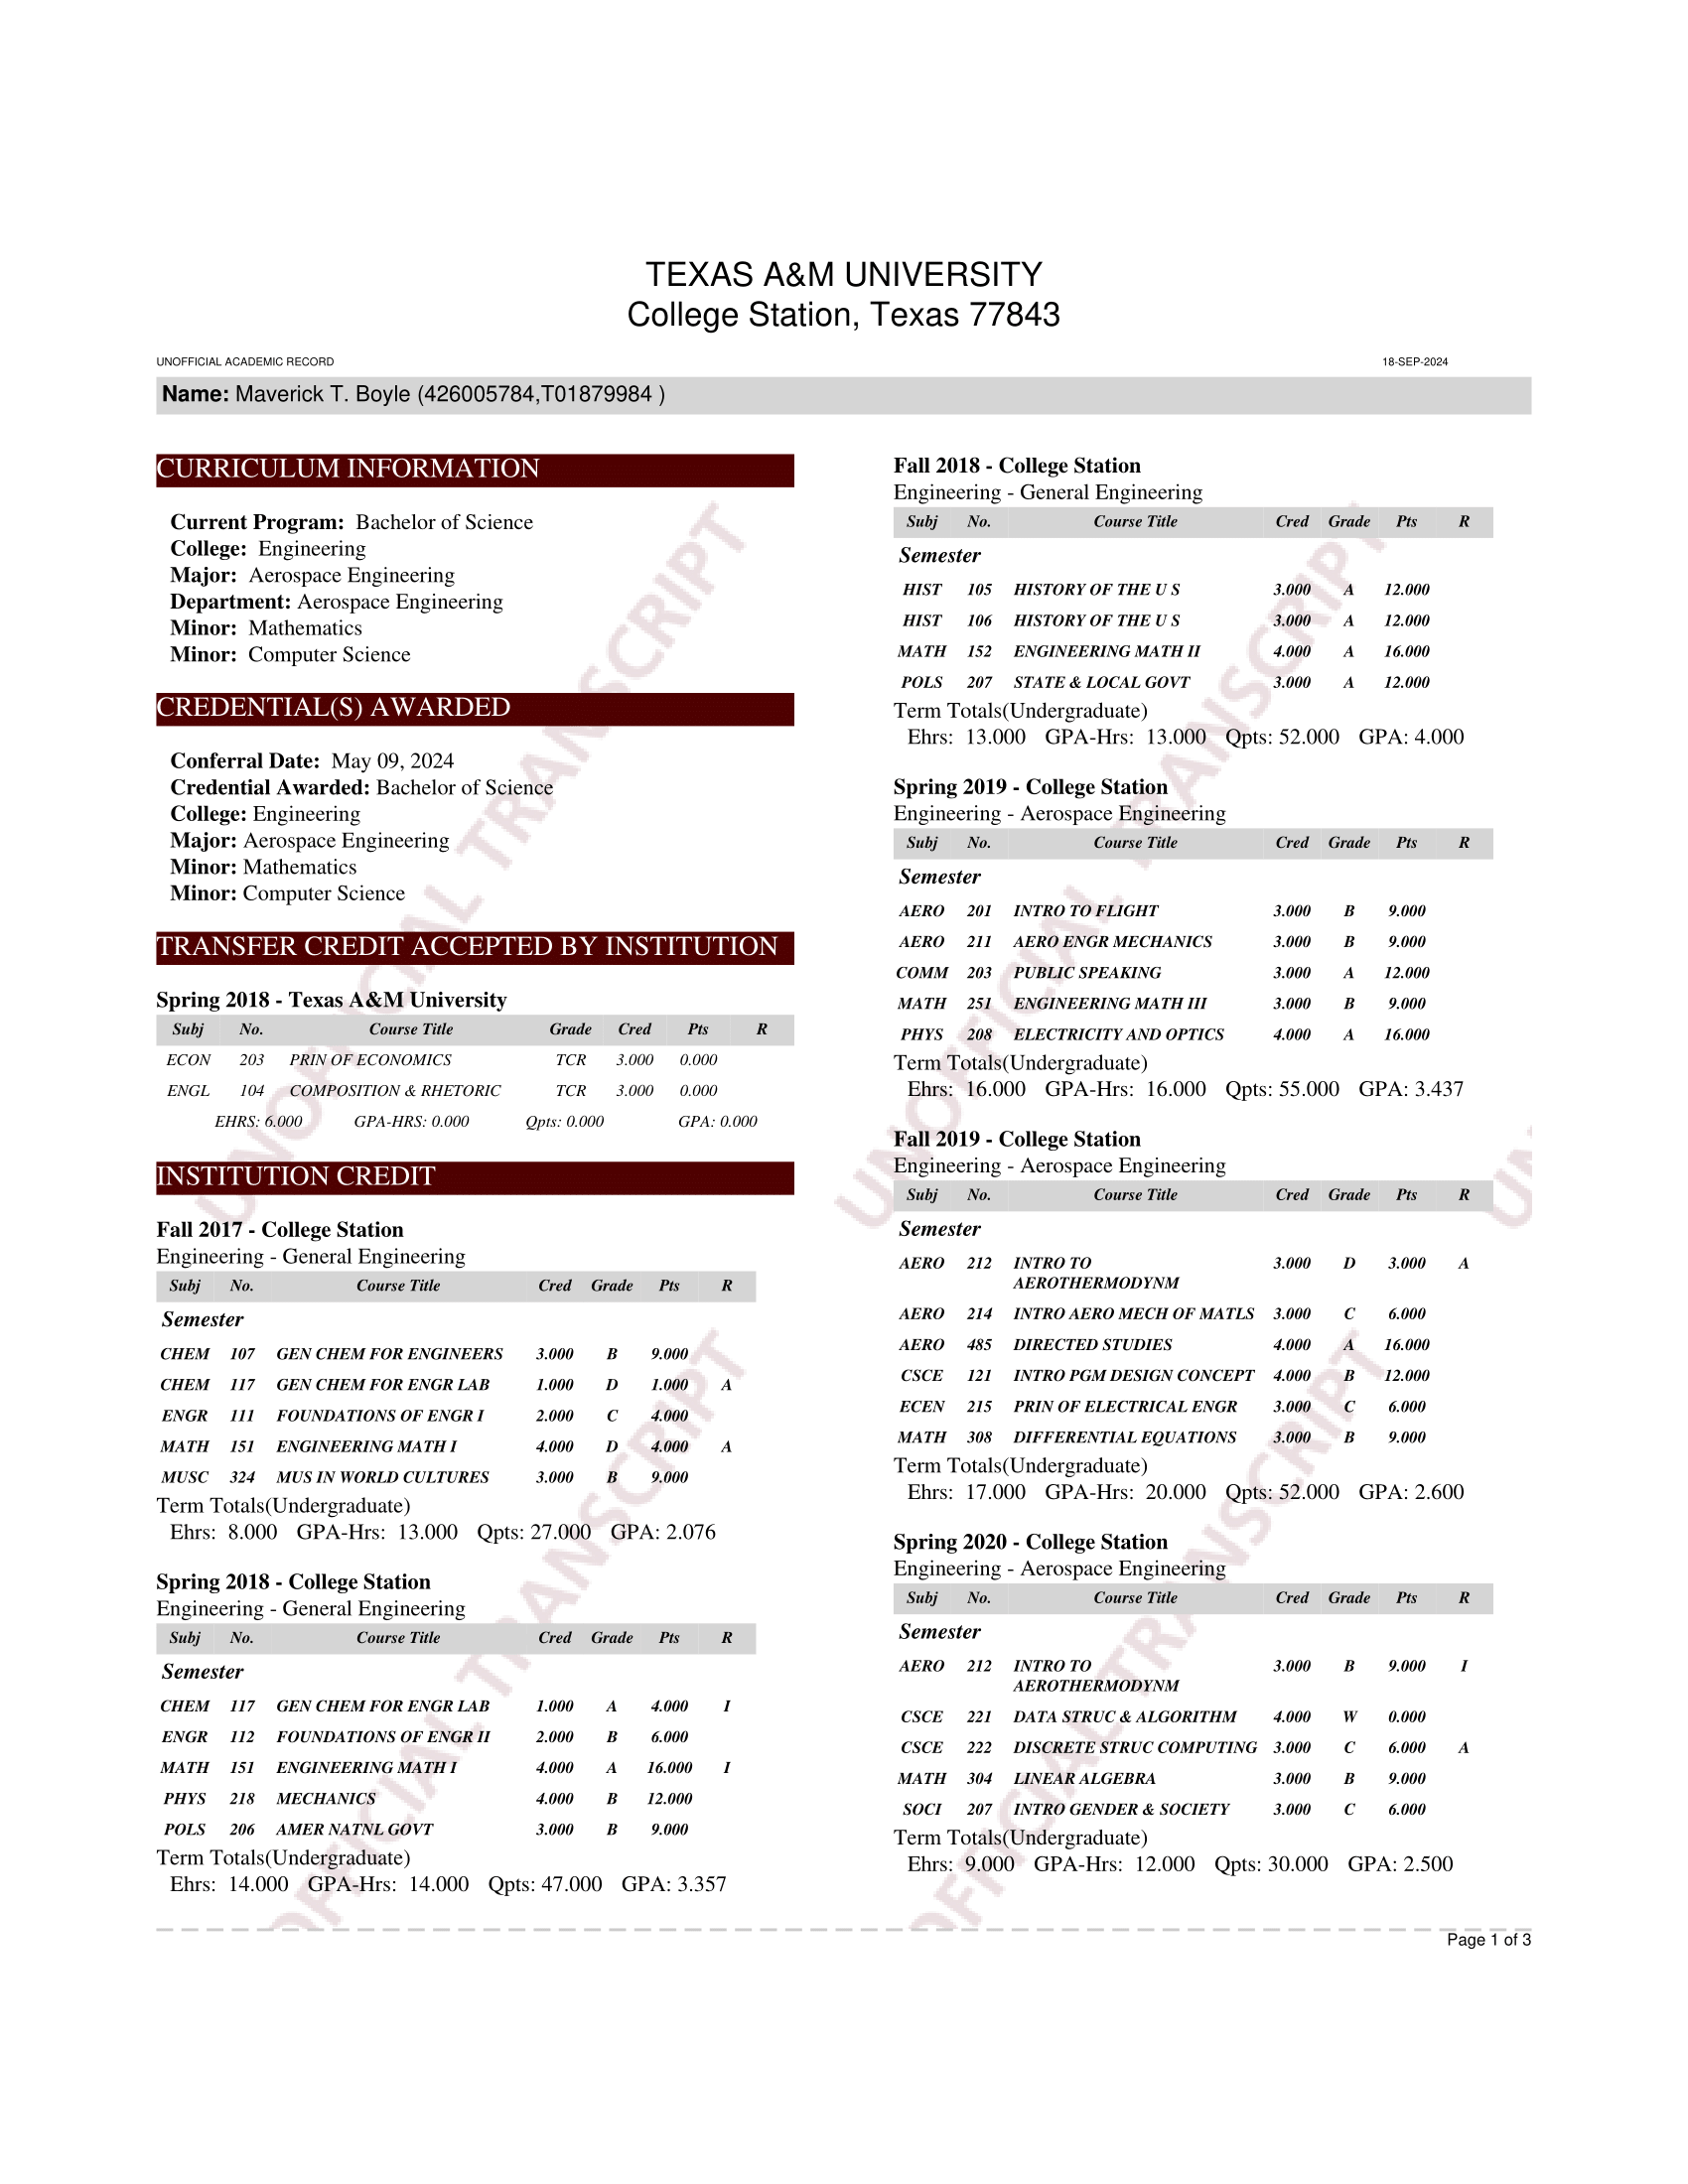 TEXAS A&M UNIVERSITY
College Station, Texas 77843
UNOFFICIAL ACADEMIC RECORD 18-SEP-2024
Name: Maverick T. Boyle (426005784,T01879984 )
CURRICULUM INFORMATION
Current Program: Bachelor of Science
College: Engineering
Major: Aerospace Engineering
Department: Aerospace Engineering
Minor: Mathematics
Minor: Computer Science
CREDENTIAL(S) AWARDED
Conferral Date: May 09, 2024
Credential Awarded: Bachelor of Science
College: Engineering
Major: Aerospace Engineering
Minor: Mathematics
Minor: Computer Science
TRANSFER CREDIT ACCEPTED BY INSTITUTION
Spring 2018 - Texas A&M University
Subj No. Course Title Grade Cred Pts R
ECON 203 PRIN OF ECONOMICS TCR 3.000 0.000
ENGL 104 COMPOSITION & RHETORIC TCR 3.000 0.000
EHRS: 6.000 GPA-HRS: 0.000 Qpts: 0.000 GPA: 0.000
INSTITUTION CREDIT
Fall 2017 - College Station
Engineering - General Engineering
Subj No. Course Title Cred Grade Pts R
Semester
CHEM 107 GEN CHEM FOR ENGINEERS 3.000 B 9.000
CHEM 117 GEN CHEM FOR ENGR LAB 1.000 D 1.000 A
ENGR 111 FOUNDATIONS OF ENGR I 2.000 C 4.000
MATH 151 ENGINEERING MATH I 4.000 D 4.000 A
MUSC 324 MUS IN WORLD CULTURES 3.000 B 9.000
Term Totals(Undergraduate)
Ehrs: 8.000 GPA-Hrs: 13.000 Qpts: 27.000 GPA: 2.076
Spring 2018 - College Station
Engineering - General Engineering
Subj No. Course Title Cred Grade Pts R
Semester
CHEM 117 GEN CHEM FOR ENGR LAB 1.000 A 4.000 I
ENGR 112 FOUNDATIONS OF ENGR II 2.000 B 6.000
MATH 151 ENGINEERING MATH I 4.000 A 16.000 I
PHYS 218 MECHANICS 4.000 B 12.000
POLS 206 AMER NATNL GOVT 3.000 B 9.000
Term Totals(Undergraduate)
Ehrs: 14.000 GPA-Hrs: 14.000 Qpts: 47.000 GPA: 3.357
Fall 2018 - College Station
Engineering - General Engineering
Subj No. Course Title Cred Grade Pts R
Semester
HIST 105 HISTORY OF THE U S 3.000 A 12.000
HIST 106 HISTORY OF THE U S 3.000 A 12.000
MATH 152 ENGINEERING MATH II 4.000 A 16.000
POLS 207 STATE & LOCAL GOVT 3.000 A 12.000
Term Totals(Undergraduate)
Ehrs: 13.000 GPA-Hrs: 13.000 Qpts: 52.000 GPA: 4.000
Spring 2019 - College Station
Engineering - Aerospace Engineering
Subj No. Course Title Cred Grade Pts R
Semester
AERO 201 INTRO TO FLIGHT 3.000 B 9.000
AERO 211 AERO ENGR MECHANICS 3.000 B 9.000
COMM 203 PUBLIC SPEAKING 3.000 A 12.000
MATH 251 ENGINEERING MATH III 3.000 B 9.000
PHYS 208 ELECTRICITY AND OPTICS 4.000 A 16.000
Term Totals(Undergraduate)
Ehrs: 16.000 GPA-Hrs: 16.000 Qpts: 55.000 GPA: 3.437
Fall 2019 - College Station
Engineering - Aerospace Engineering
Subj No. Course Title Cred Grade Pts R
Semester
AERO 212 INTRO TO 3.000 D 3.000 A
AEROTHERMODYNM
AERO 214 INTRO AERO MECH OF MATLS 3.000 C 6.000
AERO 485 DIRECTED STUDIES 4.000 A 16.000
CSCE 121 INTRO PGM DESIGN CONCEPT 4.000 B 12.000
ECEN 215 PRIN OF ELECTRICAL ENGR 3.000 C 6.000
MATH 308 DIFFERENTIAL EQUATIONS 3.000 B 9.000
Term Totals(Undergraduate)
Ehrs: 17.000 GPA-Hrs: 20.000 Qpts: 52.000 GPA: 2.600
Spring 2020 - College Station
Engineering - Aerospace Engineering
Subj No. Course Title Cred Grade Pts R
Semester
AERO 212 INTRO TO 3.000 B 9.000 I
AEROTHERMODYNM
CSCE 221 DATA STRUC & ALGORITHM 4.000 W 0.000
CSCE 222 DISCRETE STRUC COMPUTING 3.000 C 6.000 A
MATH 304 LINEAR ALGEBRA 3.000 B 9.000
SOCI 207 INTRO GENDER & SOCIETY 3.000 C 6.000
Term Totals(Undergraduate)
Ehrs: 9.000 GPA-Hrs: 12.000 Qpts: 30.000 GPA: 2.500
UNOFFICIAL TRANSCRIPT
UNOFFICIAL TRANSCRIPT
Page 1 of 3